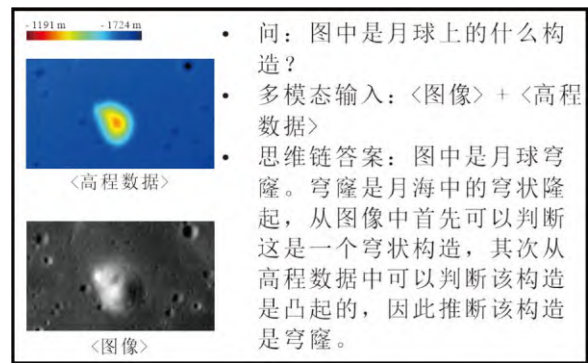 -1191 m -1724 m
<高程数据>
<图像>
• 问：图中是月球上的什么构
造？
• 多模态输入：<图像> + <高程
数据>
• 思维链答案：图中是月球穹
窿。穹窿是月海中的穹状隆
起，从图像中首先可以判断
这是一个穹状构造，其次从
高程数据中可以判断该构造
是凸起的，因此推断该构造
是穹窿。